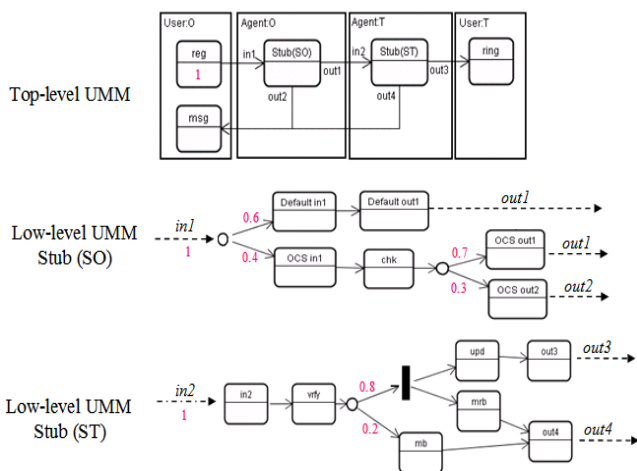 User:O Agent:O Agent:T User:T
reg in1 Stub(SO) in2 Stub(ST) ring
1 out1 out3
out2 out4
Top-level UMM
msg
Default in1 Default out1 out1
0.6
Low-level UMM in1
Stub (SO) 1
0.4 OCS in1 chk 0.7 OCS out1 out1
0.3 OCS out2 out2
upd out3 out3
Low-level UMM in2 in2 vrfy 0.8
Stub (ST) 1 mrb
0.2 mb out4 out4